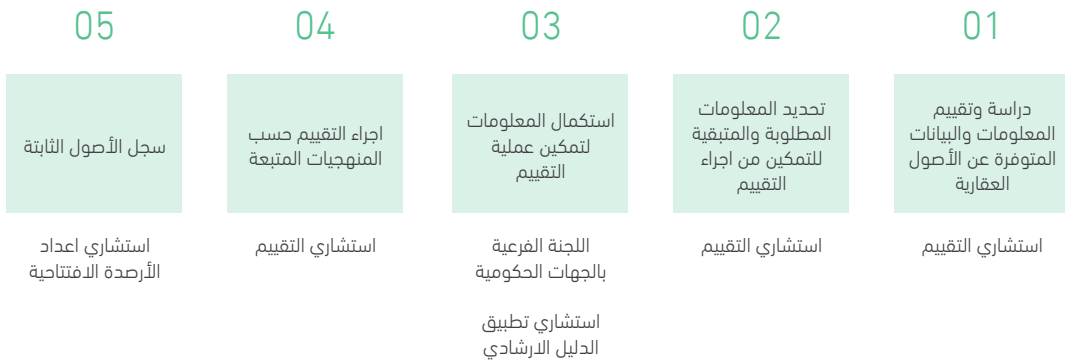 01
دراسة وتقييم
المعلومات والبيانات
المتوفرة عن الأصول
العقارية
استشاري التقييم
02
تحديد المعلومات
المطلوبة والمتبقية
للتمكين من اجراء
التقييم
استشاري التقييم
03
استكمال المعلومات
لتمكين عملية
التقييم
اللجنة الفرعية
بالجهات الحكومية
استشاري تطبيق
الدليل الارشادي
04
اجراء التقييم حسب
المنهجيات المتبعة
استشاري التقييم
05
سجل الأصول الثابتة
استشاري اعداد
الأرصدة الافتتاحية